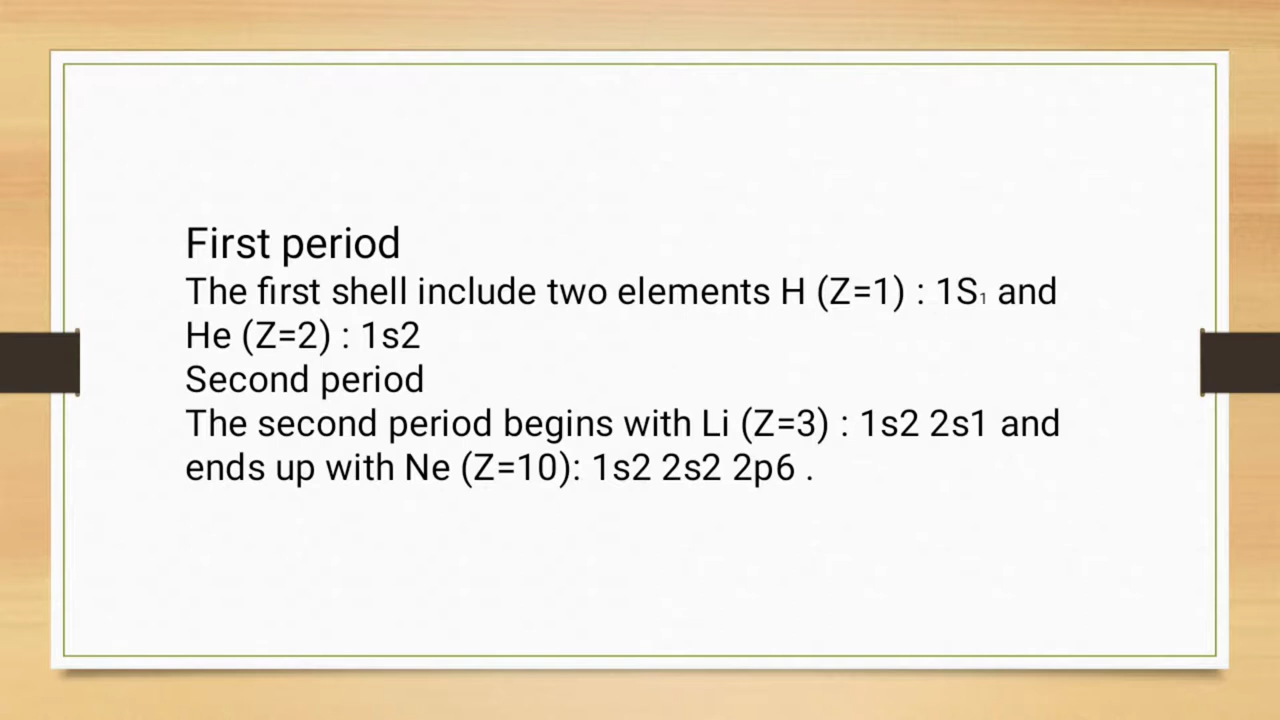 First period
The first shell include two elements H (Z=1) : 1S₁ and
He (Z=2) : 1s2
Second period
The second period begins with Li (Z=3) : 1s2 2s1 and
ends up with Ne (Z=10): 1s2 2s2 2p6 .